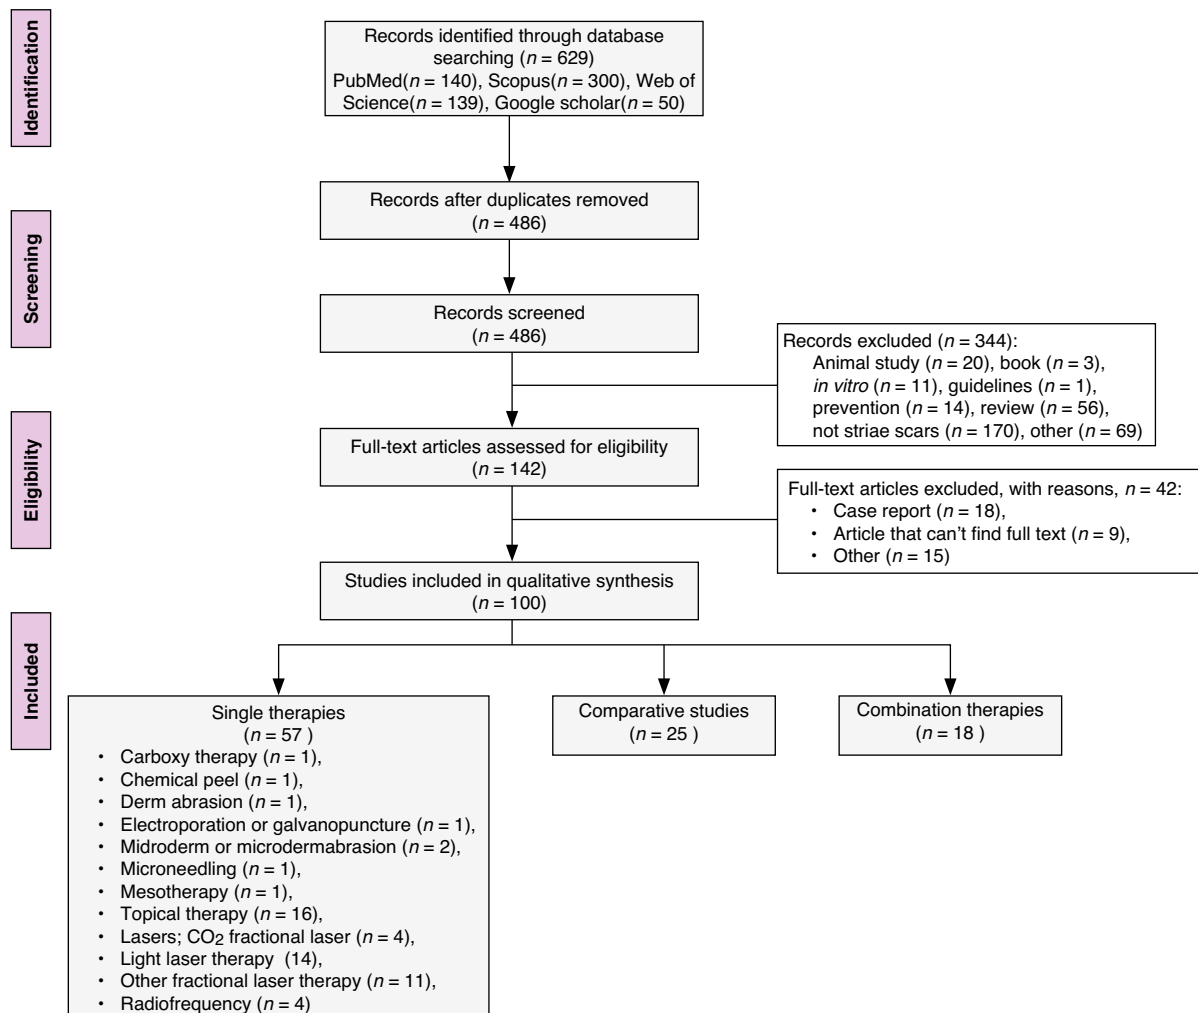 Identification
Records identified through database
searching (n = 629)
PubMed(n = 140), Scopus(n = 300), Web of
Science(n = 139), Google scholar(n = 50)
Screening
Records after duplicates removed
(n = 486)
Records screened
(n = 486)
Records excluded (n = 344):
Animal study (n = 20), book (n = 3),
in vitro (n = 11), guidelines (n = 1),
prevention (n = 14), review (n = 56),
not striae scars (n = 170), other (n = 69)
Eligibility
Full-text articles assessed for eligibility
(n = 142)
Full-text articles excluded, with reasons, n = 42:
• Case report (n = 18),
• Article that can't find full text (n = 9),
• Other (n = 15)
Studies included in qualitative synthesis
(n = 100)
Included
Single therapies
(n = 57 )
• Carboxy therapy (n = 1),
• Chemical peel (n = 1),
• Derm abrasion (n = 1),
• Electroporation or galvanopuncture (n = 1),
• Midroderm or microdermabrasion (n = 2),
• Microneedling (n = 1),
• Mesotherapy (n = 1),
• Topical therapy (n = 16),
• Lasers; CO2 fractional laser (n = 4),
• Light laser therapy (14),
• Other fractional laser therapy (n = 11),
• Radiofrequency (n = 4)
Comparative studies
(n = 25 )
Combination therapies
(n = 18 )